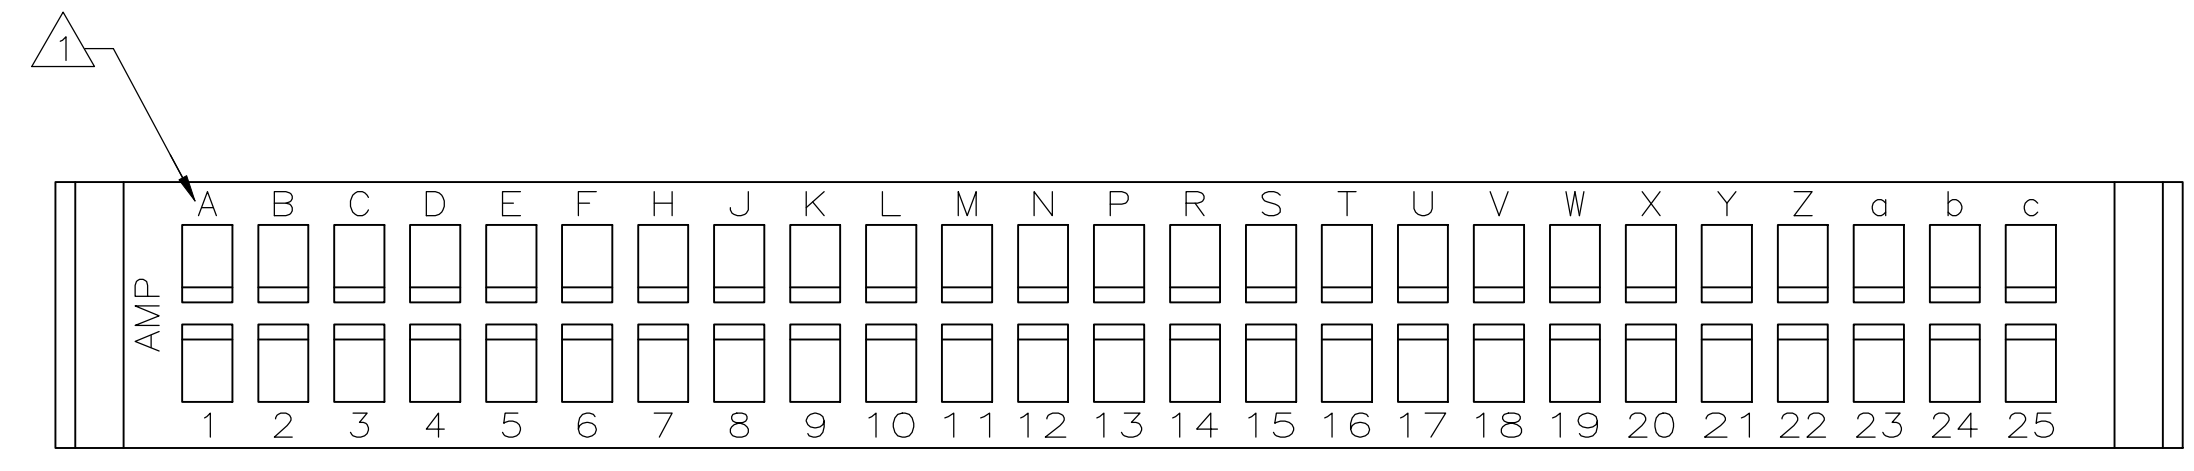 1
A B C D E F H J K L M N P R S T U V W X Y Z a b c
AMP
1 2 3 4 5 6 7 8 9 10 11 12 13 14 15 16 17 18 19 20 21 22 23 24 25